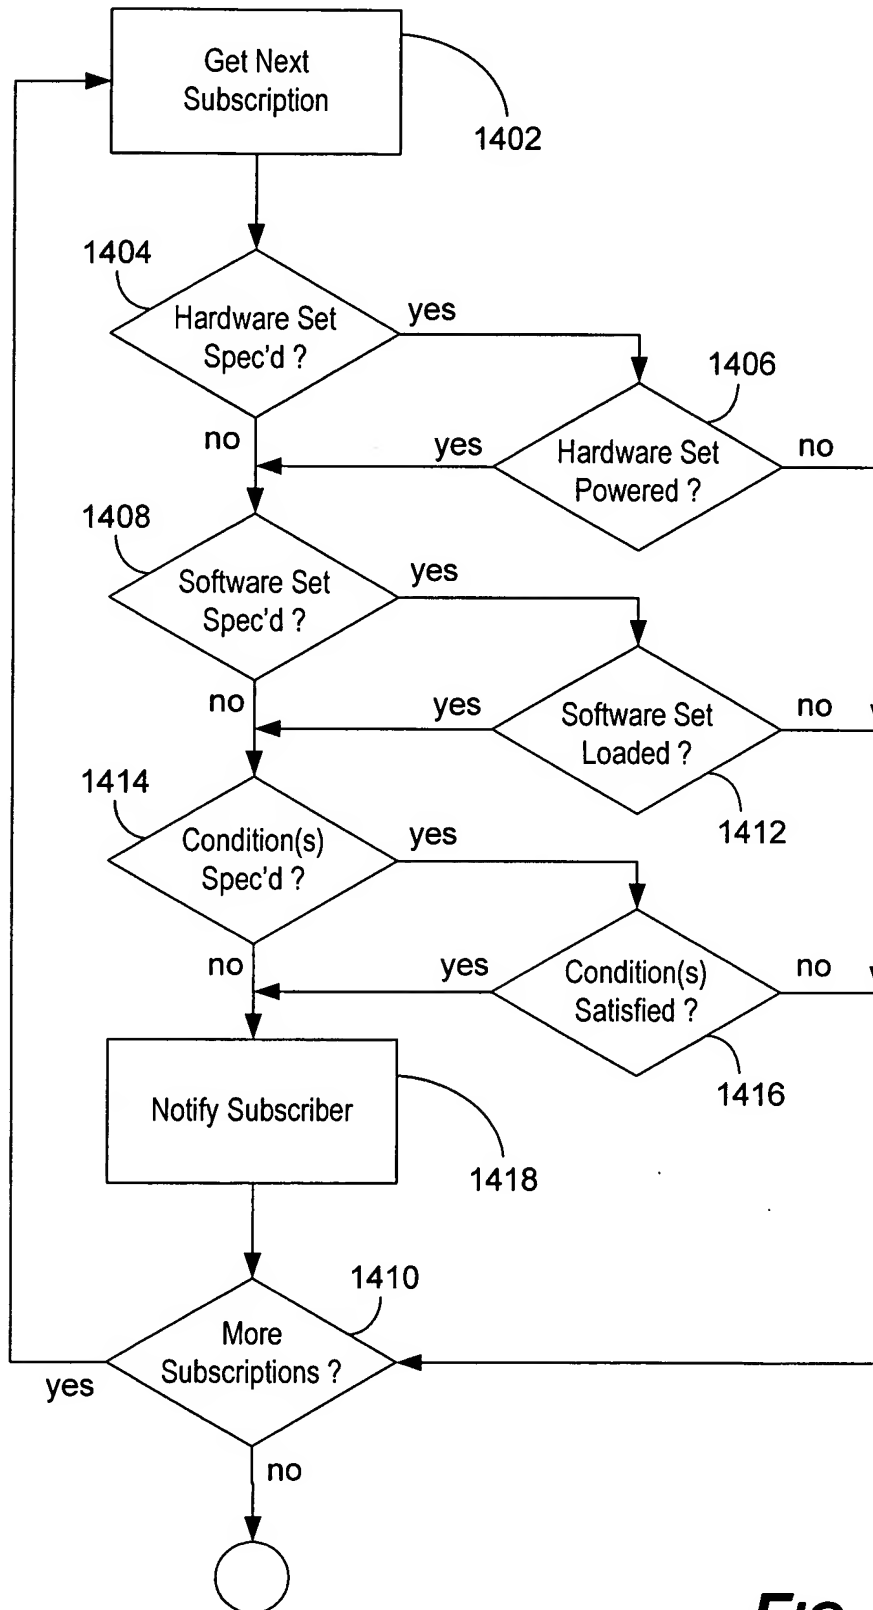 Get Next
Subscription
1402
1404
Hardware Set
Spec'd ?
yes
no
1406
Hardware Set
Powered ?
yes
no
1408
Software Set
Spec'd ?
yes
no
Software Set
Loaded ?
yes
no
1412
1414
Condition(s)
Spec'd ?
yes
no
Condition(s)
Satisfied ?
yes
no
1416
Notify Subscriber
1418
1410
More
Subscriptions ?
yes
no
FIG